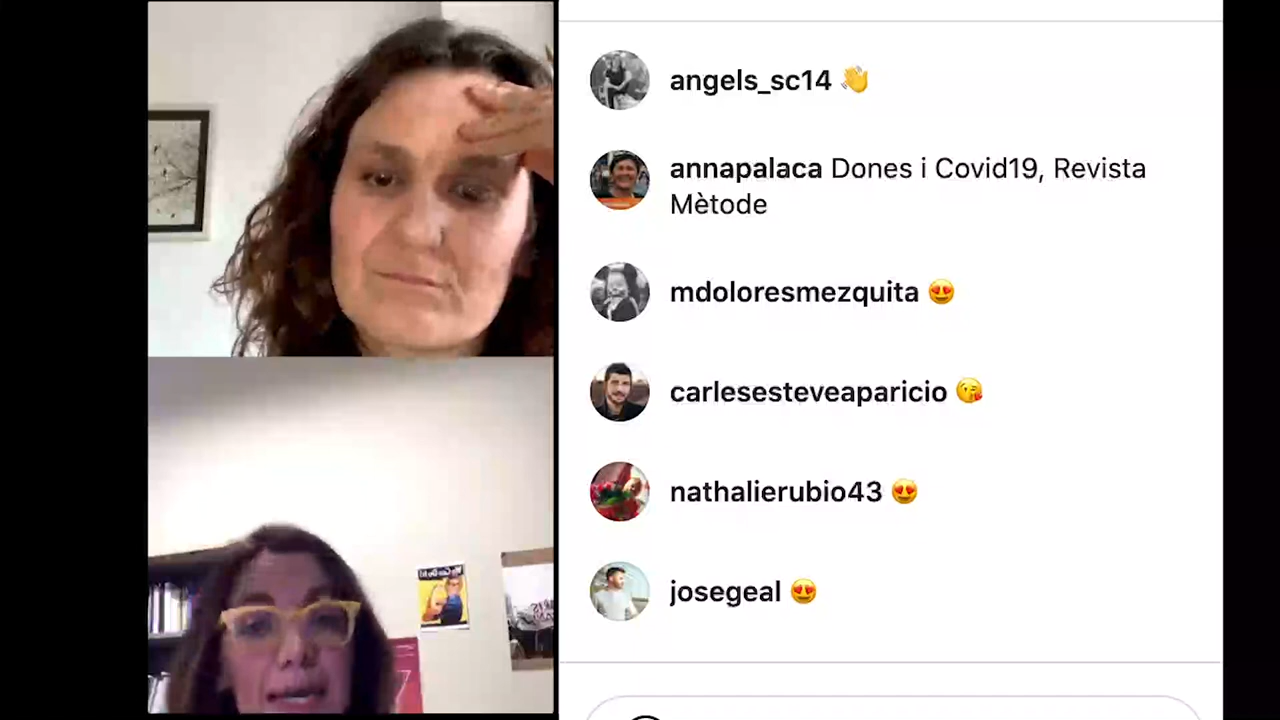 angels_sc14 👋
annapalaca Dones i Covid19, Revista
Mètode
mdoloresmezquita 😍
carlesesteveaparicio 😘
nathalierubio43 😍
josegeal 😍